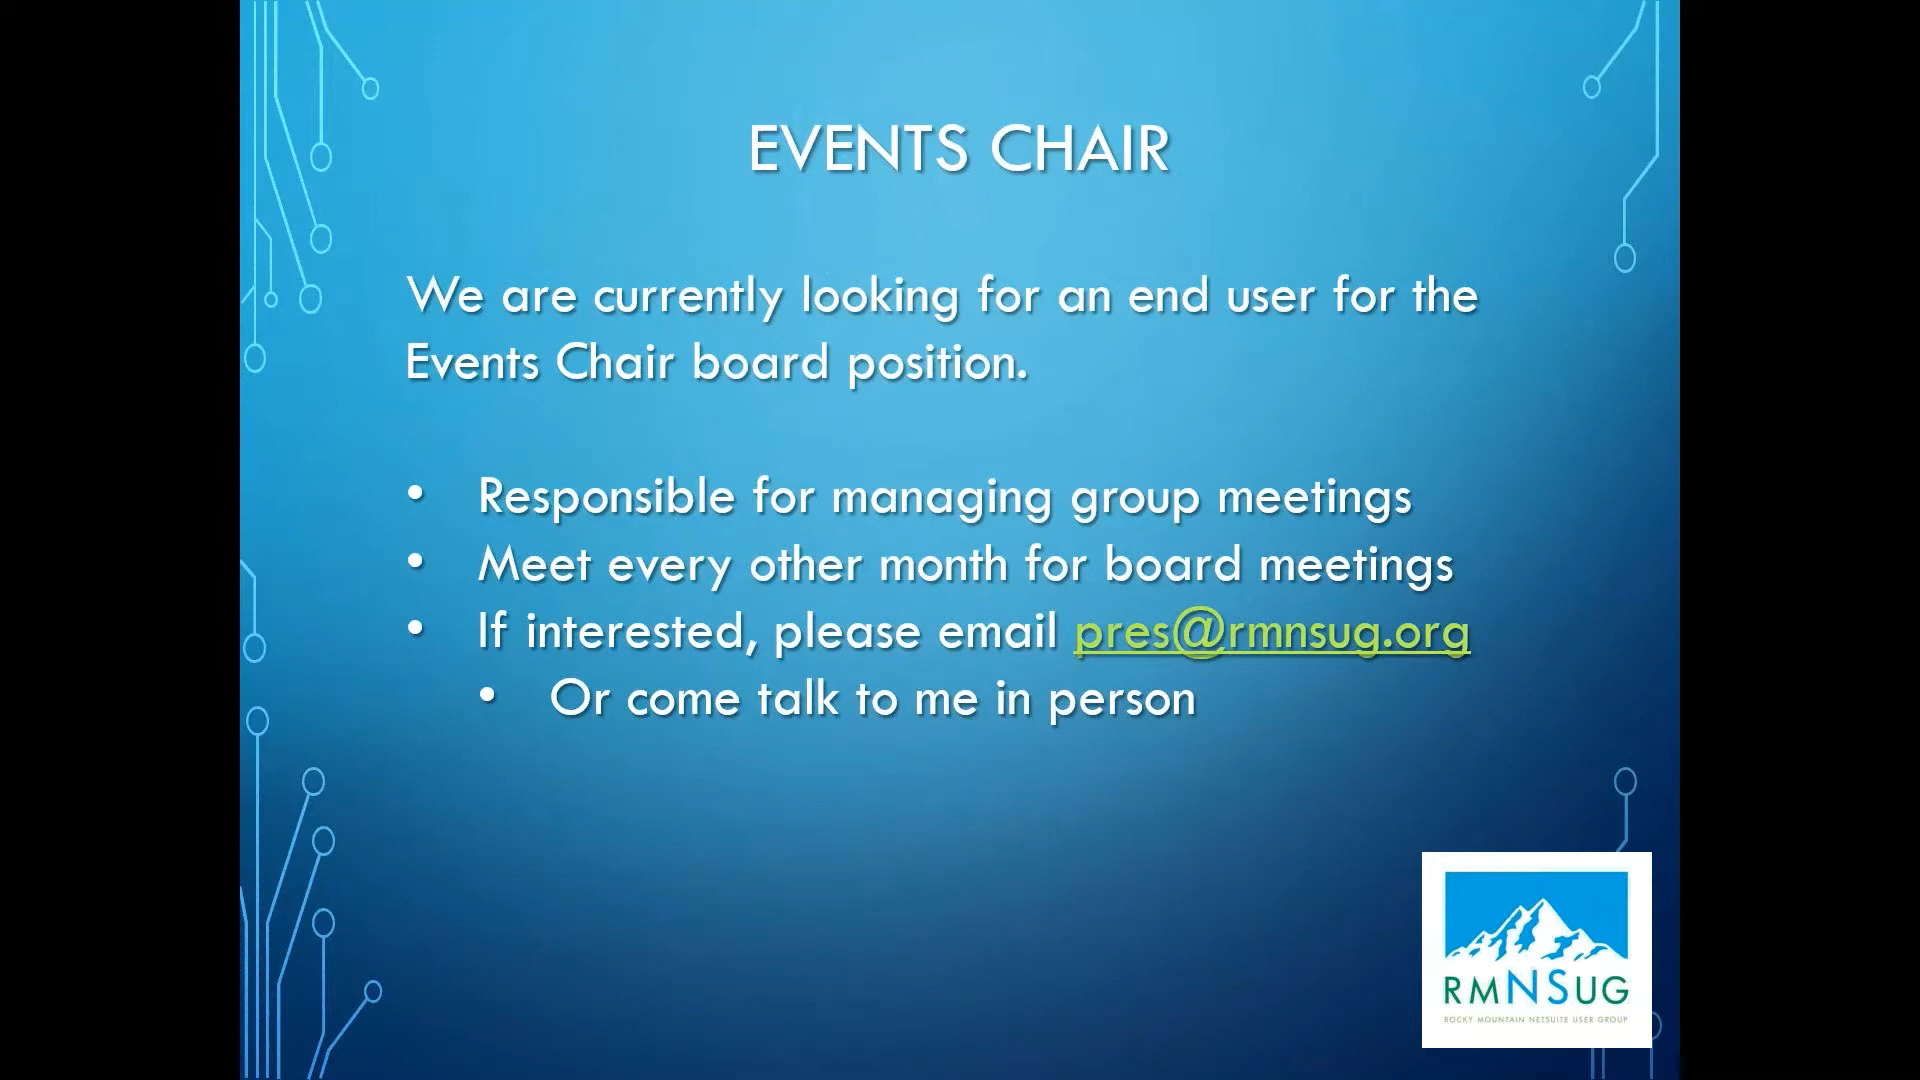 EVENTS CHAIR
We are currently looking for an end user for the
Events Chair board position.
• Responsible for managing group meetings
• Meet every other month for board meetings
• If interested, please email pres@rmnsug.org
• Or come talk to me in person
RMNSUG
ROCKY MOUNTAIN NETSUITE USER GROUP